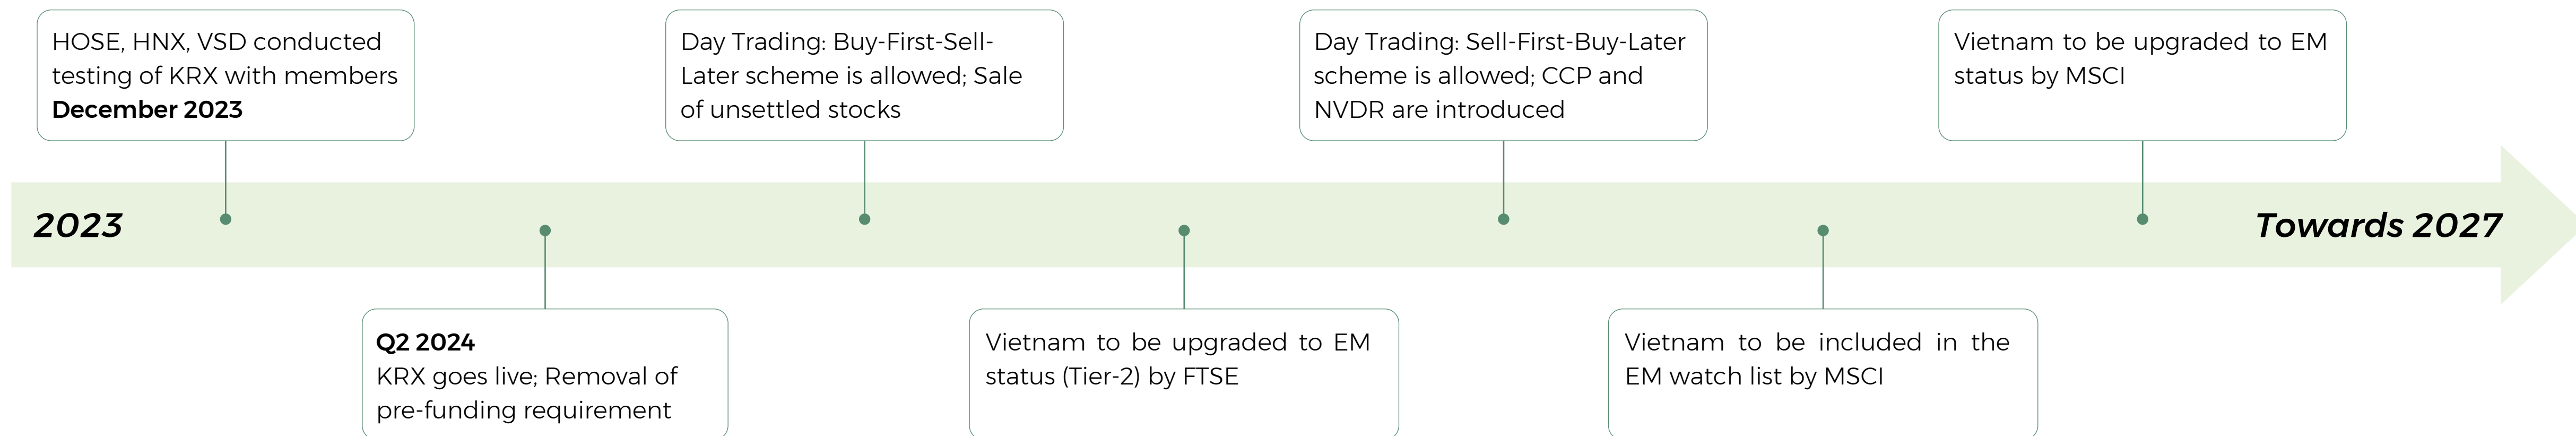 HOSE, HNX, VSD conducted
testing of KRX with members
December 2023
Day Trading: Buy-First-Sell-
Later scheme is allowed; Sale
of unsettled stocks
Day Trading: Sell-First-Buy-Later
scheme is allowed; CCP and
NVDR are introduced
Vietnam to be upgraded to EM
status by MSCI
2023
Towards 2027
Q2 2024
KRX goes live; Removal of
pre-funding requirement
Vietnam to be upgraded to EM
status (Tier-2) by FTSE
Vietnam to be included in the
EM watch list by MSCI